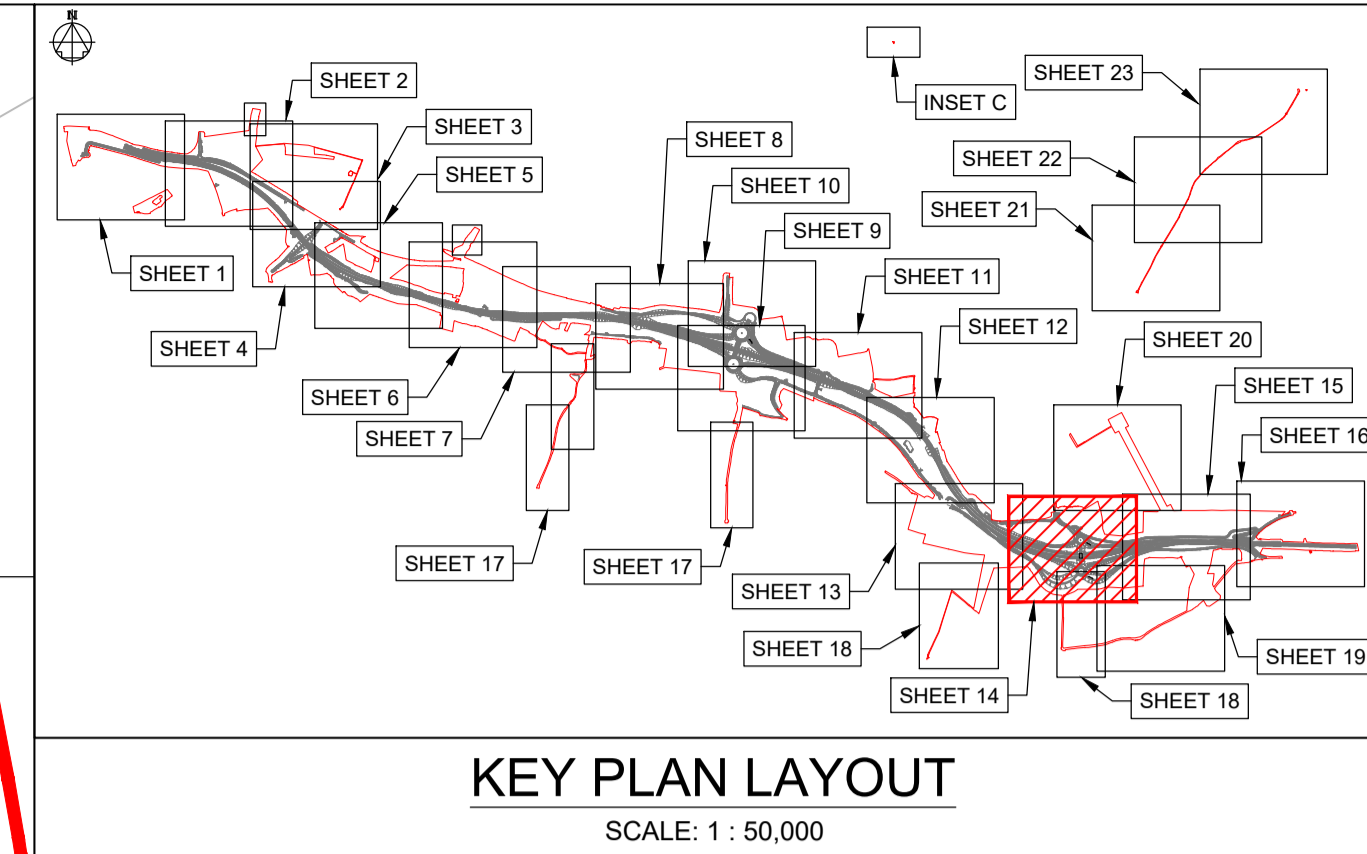 N
SHEET 2
SHEET 3
SHEET 5
SHEET 1
SHEET 4
SHEET 6
SHEET 7
SHEET 8
SHEET 10
SHEET 9
SHEET 11
SHEET 12
INSET C
SHEET 23
SHEET 22
SHEET 21
SHEET 20
SHEET 15
SHEET 16
SHEET 17
SHEET 17
SHEET 13
SHEET 18
SHEET 14
SHEET 18
SHEET 19
KEY PLAN LAYOUT
SCALE: 1 : 50,000